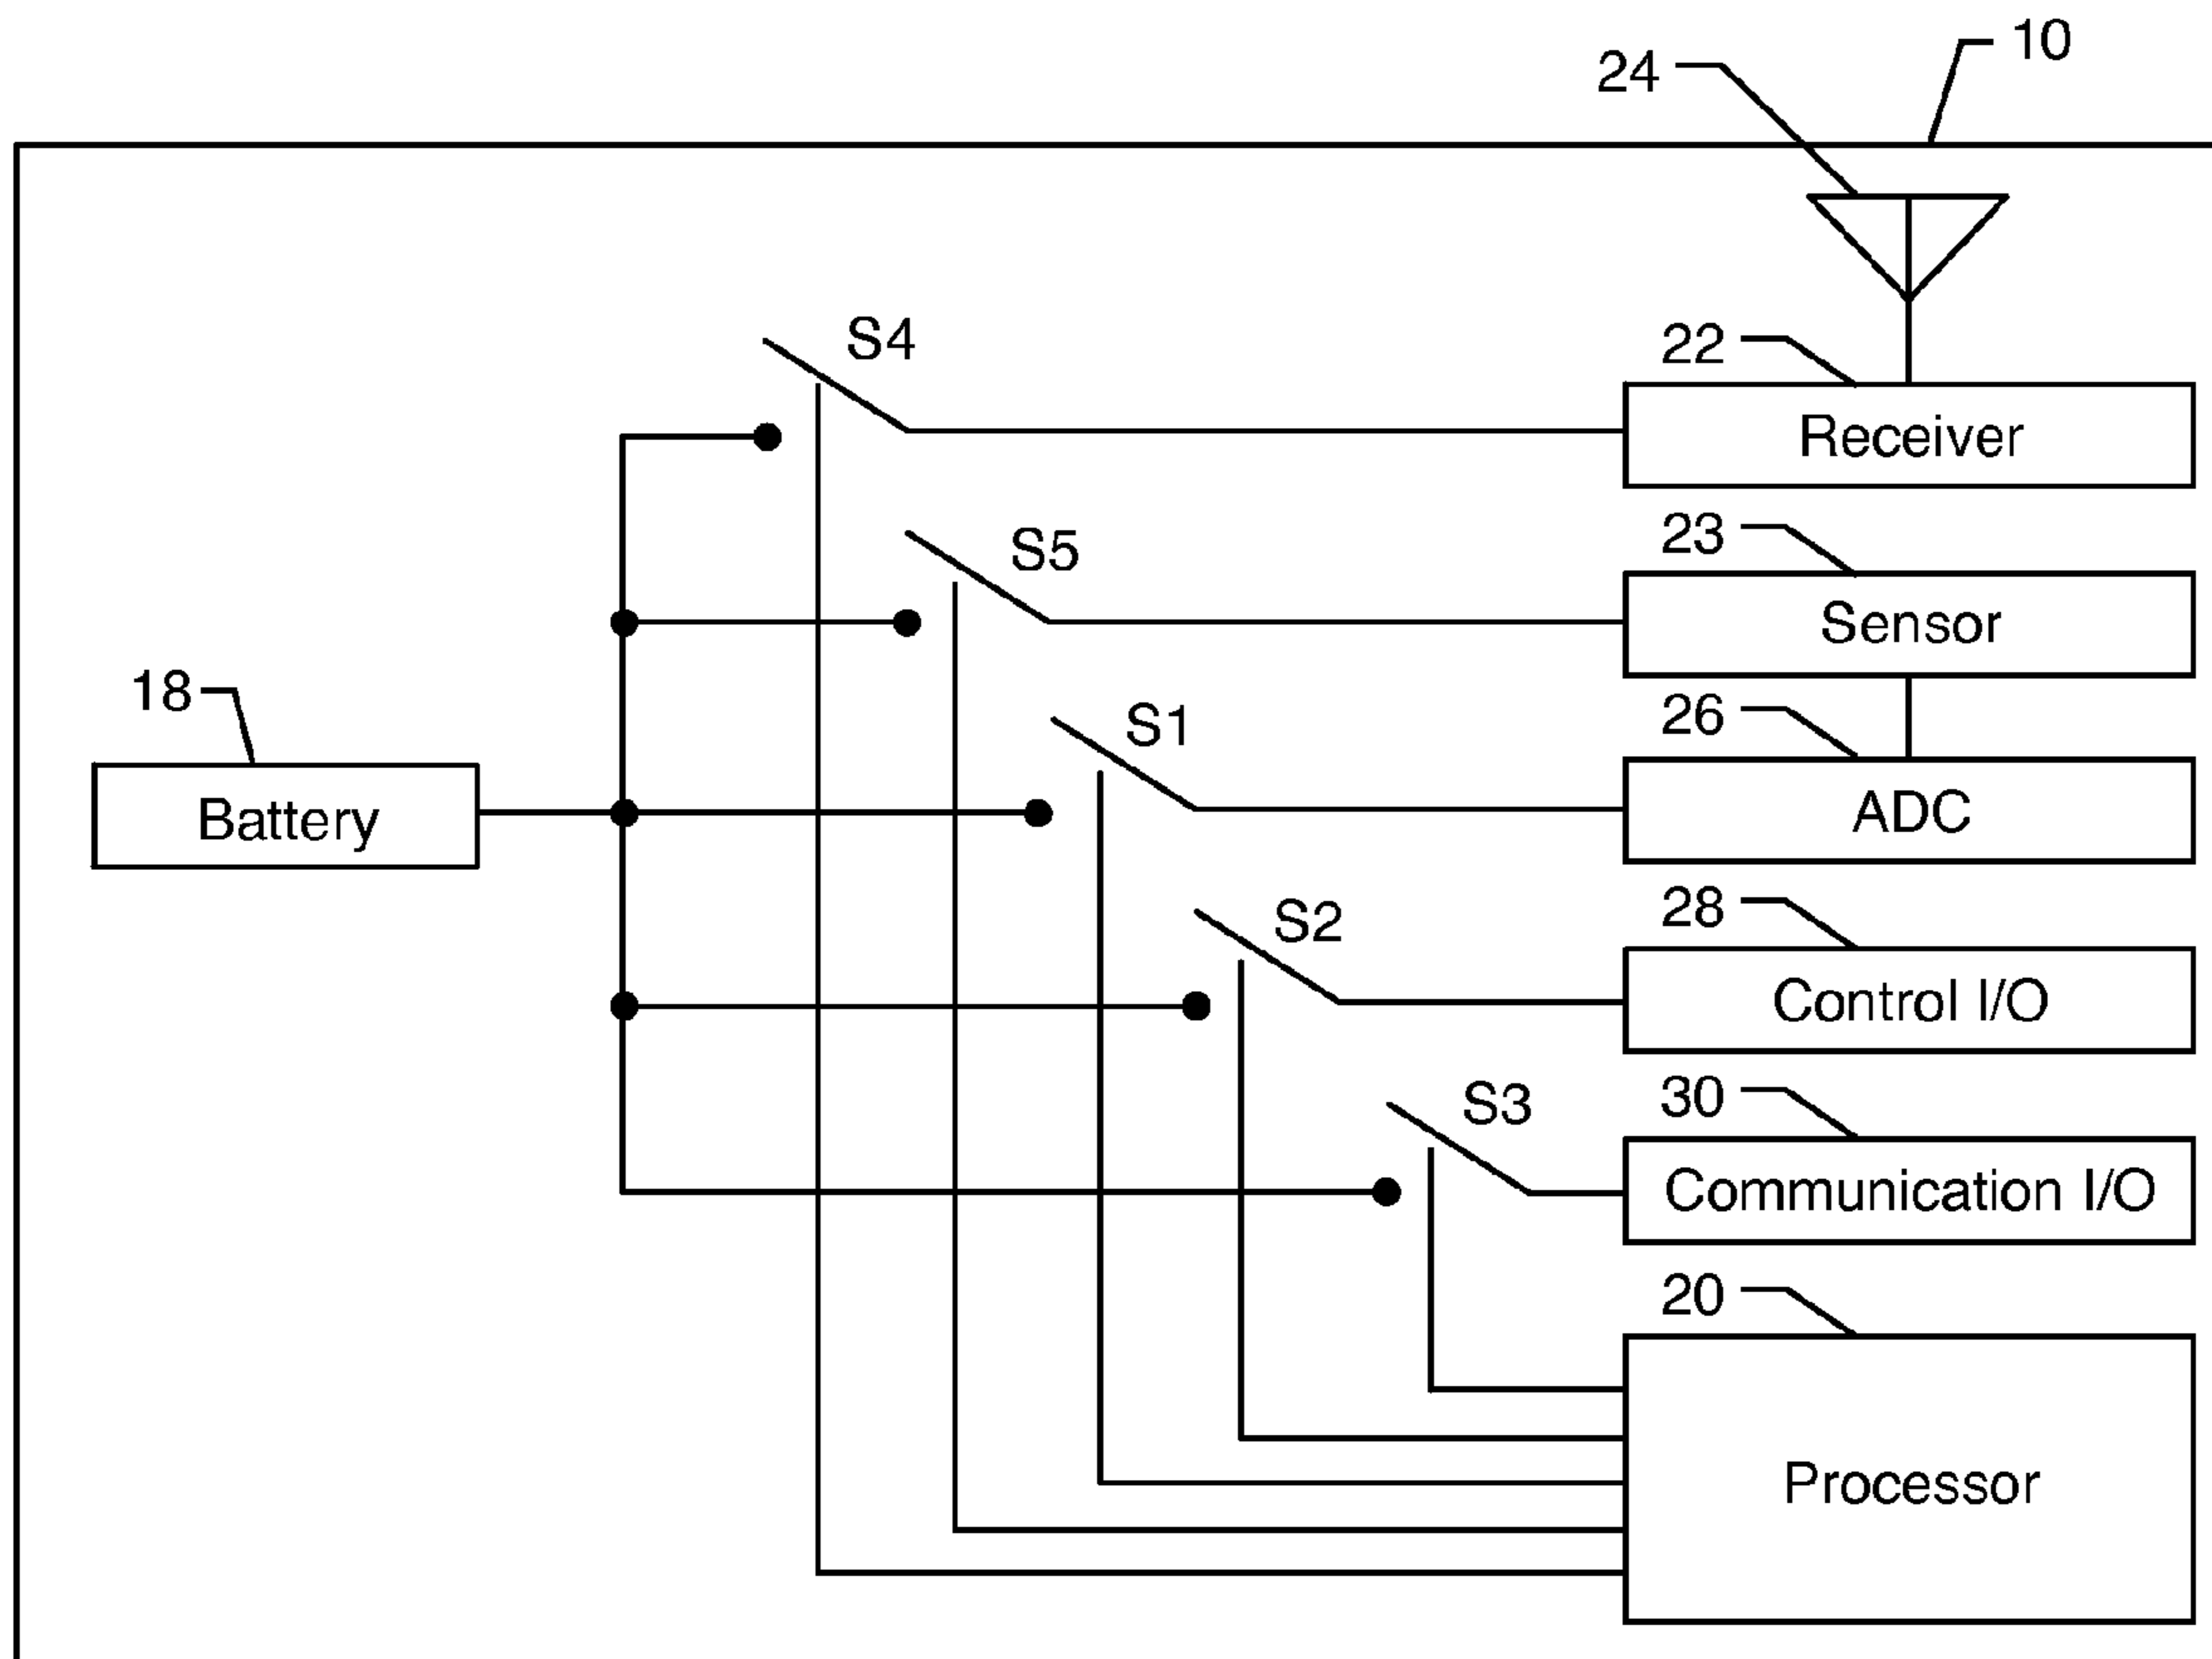 10
24
S4
22
Receiver
S5
23
Sensor
18
S1
26
Battery
ADC
S2
28
Control I/O
S3
30
Communication I/O
20
Processor